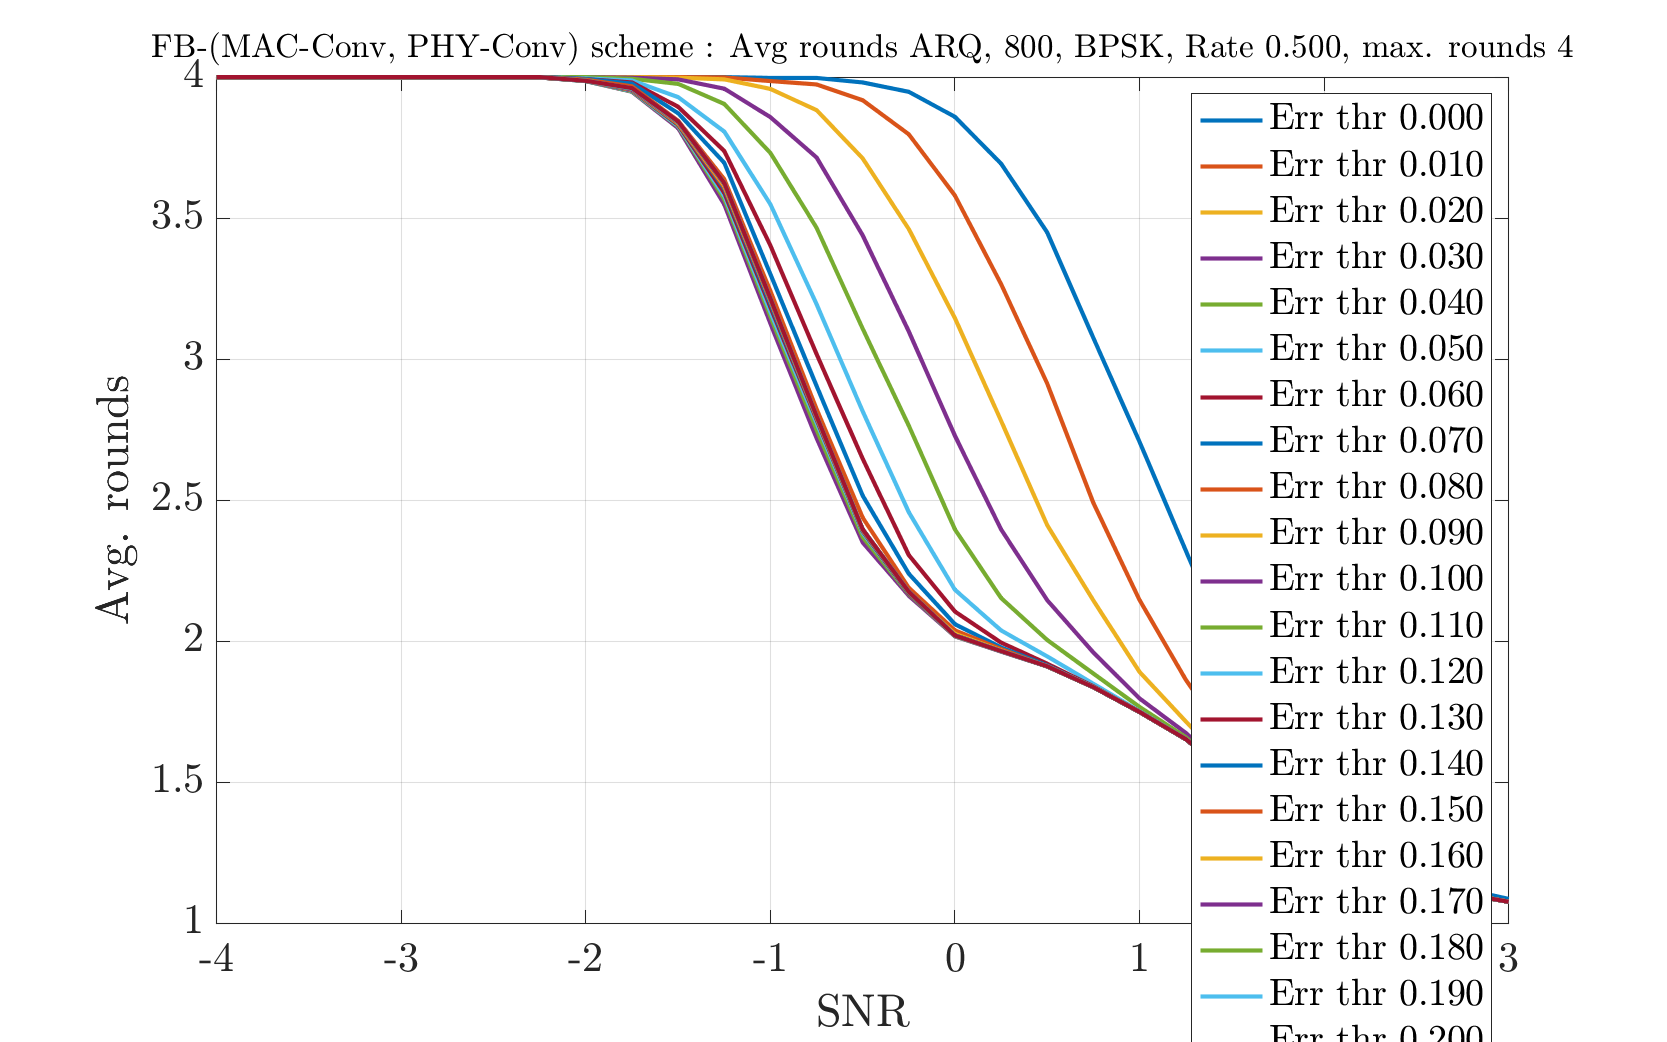 FB-(MAC-Conv, PHY-Conv) scheme : Avg rounds ARQ, 800, BPSK, Rate 0.500, max. rounds 4
4
3.5
3
2.5
2
1.5
1
Avg. rounds
-4 -3 -2 -1 0 1 3
SNR
Err thr 0.000
Err thr 0.010
Err thr 0.020
Err thr 0.030
Err thr 0.040
Err thr 0.050
Err thr 0.060
Err thr 0.070
Err thr 0.080
Err thr 0.090
Err thr 0.100
Err thr 0.110
Err thr 0.120
Err thr 0.130
Err thr 0.140
Err thr 0.150
Err thr 0.160
Err thr 0.170
Err thr 0.180
Err thr 0.190
Err thr 0.200